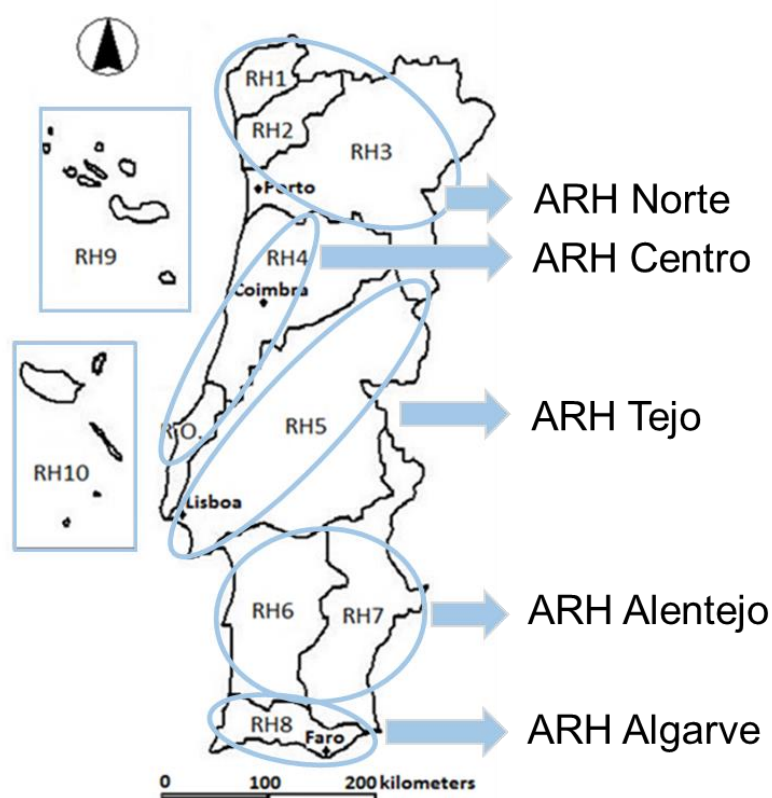 RH1
RH2
RH3
Porto
ARH Norte
RH9
RH4
ARH Centro
Coimbra
RH5
ARH Tejo
RH10
Lisboa
RH6
RH7
ARH Alentejo
RH8
Faro
ARH Algarve
0 100 200 kilometers